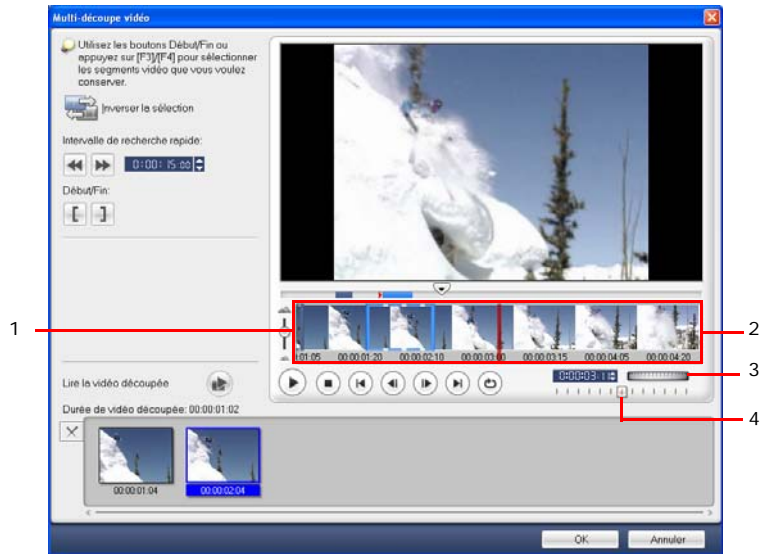 Multi-découpe vidéo
Utilisez les boutons Début/Fin ou
appuyez sur [F3]/[F4] pour sélectionner
les segments vidéo que vous voulez
conserver.
Inverser la sélection
Intervalle de recherche rapide:
0:00:15:00
Début/Fin:
1
2
:01:05 00:00:01:20 00:00:02:10 00:00:03:00 00:00:03:15 00:00:04:05 00:00:04:20
3
Lire la vidéo découpée
0:00:03:11
4
Durée de vidéo découpée: 00:00:01:02
00:00:01:04
00:00:02:04
OK
Annuler